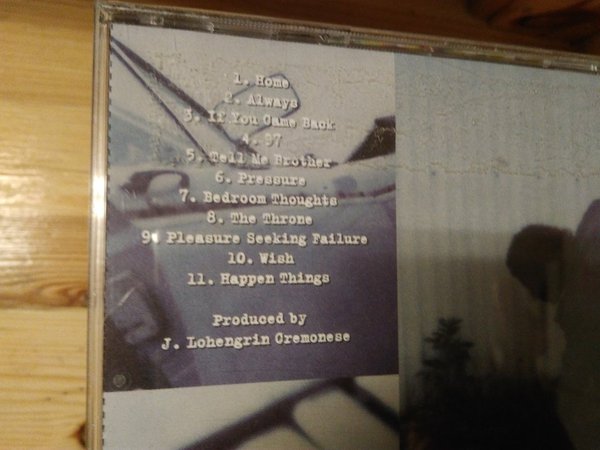 1. Home
2. Always
3. If You Came Back
4. 97
5. Tell Me Brother
6. Pressure
7. Bedroom Thoughts
8. The Throne
9. Pleasure Seeking Failure
10. Wish
11. Happen Things
Produced by
J. Lohengrin Cremonese